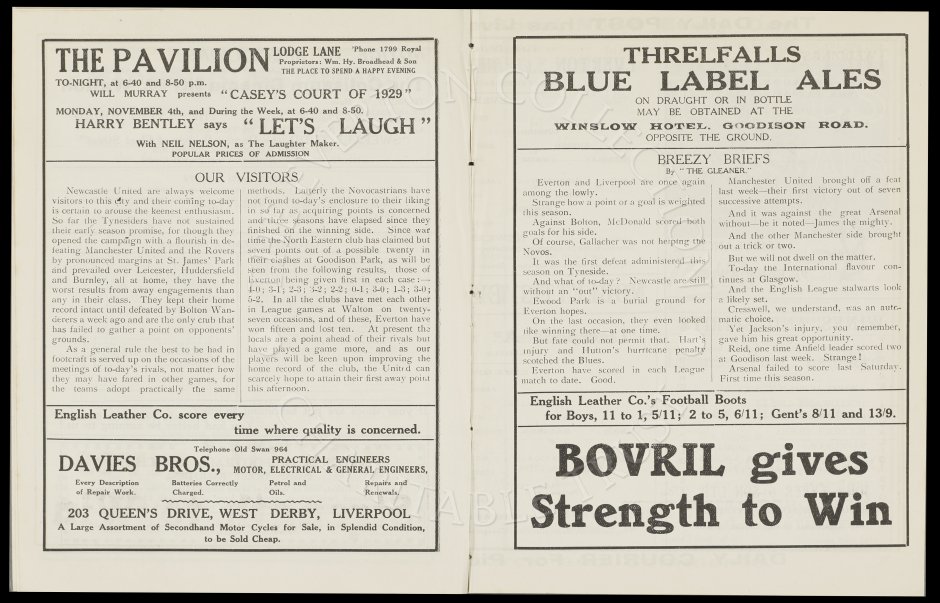 THE PAVILION
LODGE LANE 'Phone 1799 Royal
Proprietors: Wm. Hy. Broadhead & Son
THE PLACE TO SPEND A HAPPY EVENING
TO-NIGHT, at 6-40 and 8-50 p.m.
WILL MURRAY presents "CASEY'S COURT OF 1929"
MONDAY, NOVEMBER 4th, and During the Week, at 6-40 and 8-50.
HARRY BENTLEY says "LET'S LAUGH"
With NEIL NELSON, as The Laughter Maker.
POPULAR PRICES OF ADMISSION
OUR VISITORS
Newcastle United are always welcome
visitors to this city and their coming to-day
is certain to arouse the keenest enthusiasm.
So far the Tynesiders have not sustained
their early season promise, for though they
opened the campaign with a flourish in de-
feating Manchester United and the Rovers
by pronounced margins at St. James' Park
and prevailed over Leicester, Huddersfield
and Burnley, all at home, they have the
worst results from away engagements than
any in their class. They kept their home
record intact until defeated by Bolton Wan-
derers a week ago and are the only club that
has failed to gather a point on opponents'
grounds.
As a general rule the best to be had in
footcraft is served up on the occasions of the
meetings of to-day's rivals, not matter how
they may have fared in other games, for
the teams adopt practically the same
methods. Latterly the Novocastrians have
not found to-day's enclosure to their liking
in so far as acquiring points is concerned
and three seasons have elapsed since they
finished on the winning side. Since war
time the North Eastern club has claimed but
seven points out of a possible twenty in
their clashes at Goodison Park, as will be
seen from the following results, those of
Everton being given first in each case:—
4-0; 3-1; 2-3; 3-2; 2-2; 0-1; 3-0; 1-3; 3-0;
5-2. In all the clubs have met each other
in League games at Walton on twenty-
seven occasions, and of these, Everton have
won fifteen and lost ten. At present the
locals are a point ahead of their rivals but
have played a game more, and as our
players will be keen upon improving the
home record of the club, the United can
scarcely hope to attain their first away point
this afternoon.
English Leather Co. score every
time where quality is concerned.
Telephone Old Swan 964
DAVIES BROS., PRACTICAL ENGINEERS
MOTOR, ELECTRICAL & GENERAL ENGINEERS,
Every Description of Repair Work. Batteries Correctly Charged. Petrol and Oils. Repairs and Renewals.
203 QUEEN'S DRIVE, WEST DERBY, LIVERPOOL
A Large Assortment of Secondhand Motor Cycles for Sale, in Splendid Condition,
to be Sold Cheap.
THRELFALLS
BLUE LABEL ALES
ON DRAUGHT OR IN BOTTLE
MAY BE OBTAINED AT THE
WINSLOW HOTEL, GOODISON ROAD.
OPPOSITE THE GROUND.
BREEZY BRIEFS
By "THE GLEANER"
Everton and Liverpool are once again
among the lowly.
Strange how a point or a goal is weighted
this season.
Against Bolton, McDonald scored both
goals for his side.
Of course, Gallacher was not helping the
Novos.
It was the first defeat administered this
season on Tyneside.
And what of to-day? Newcastle are still
without an "out" victory.
Ewood Park is a burial ground for
Everton hopes.
On the last occasion, they even looked
like winning there—at one time.
But fate could not permit that. Hart's
injury and Hutton's hurricane penalty
scotched the Blues.
Everton have scored in each League
match to date. Good.
Manchester United brought off a feat
last week—their first victory out of seven
successive attempts.
And it was against the great Arsenal
without—be it noted—James the mighty.
And the other Manchester side brought
out a trick or two.
But we will not dwell on the matter.
To-day the International flavour con-
tinues at Glasgow.
And the English League stalwarts look
a likely set.
Cresswell, we understand, was an auto-
matic choice.
Yet Jackson's injury, you remember,
gave him his great opportunity.
Reid, one time Anfield leader scored two
at Goodison last week. Strange!
Arsenal failed to score last Saturday.
First time this season.
English Leather Co.'s Football Boots
for Boys, 11 to 1, 5/11; 2 to 5, 6/11; Gent's 8/11 and 13/9.
BOVRIL gives
Strength to Win